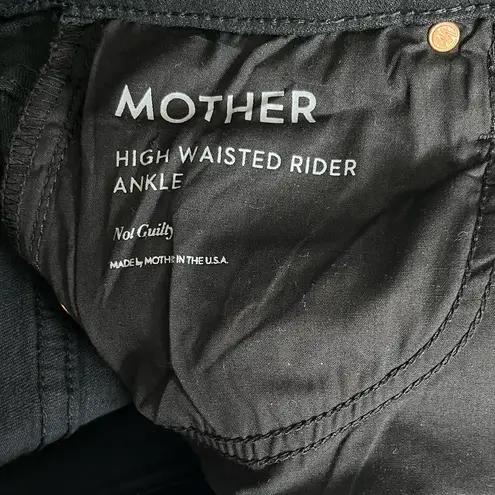 MOTHER
HIGH WAISTED RIDER
ANKLE
Not Guilty
MADE by MOTHER IN THE U.S.A.